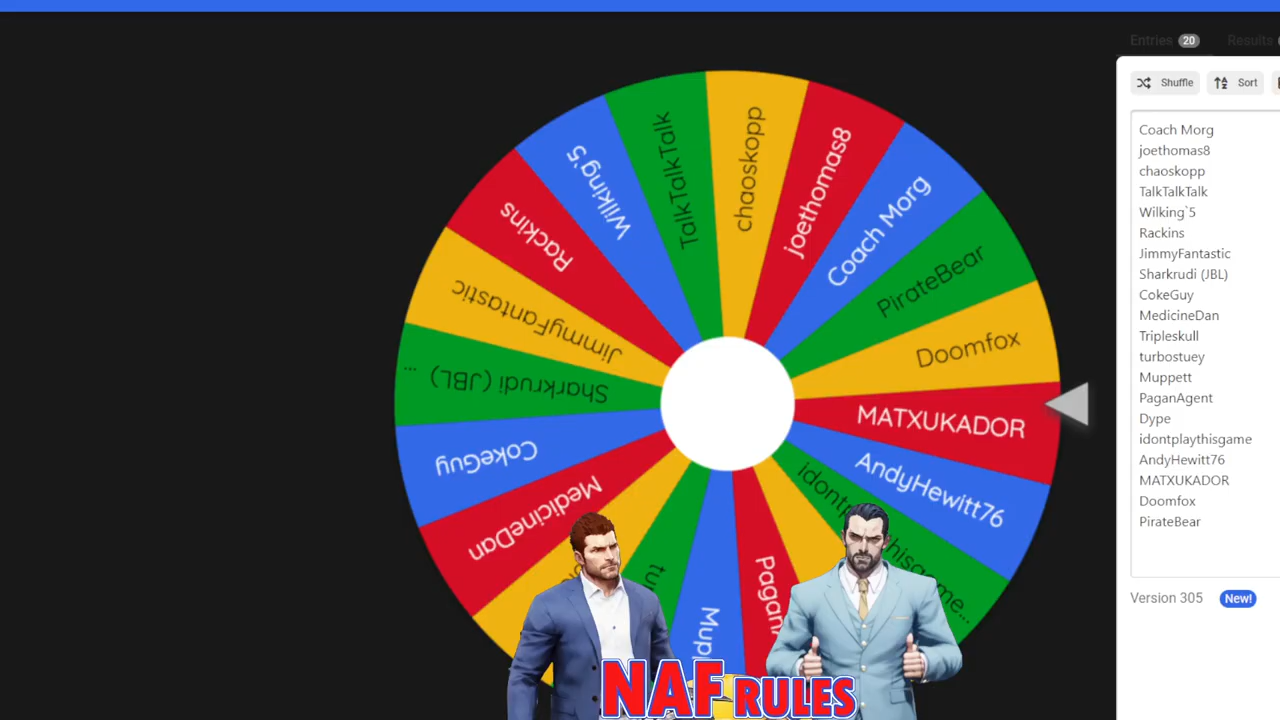 Entries 20 Results
Shuffle Sort
Coach Morg
joethomas8
chaoskopp
TalkTalkTalk
Wilking`5
Rackins
JimmyFantastic
Sharkrudi (JBL)
CokeGuy
MedicineDan
Tripleskull
turbostuey
Muppett
PaganAgent
Dype
idontplaythisgame
AndyHewitt76
MATXUKADOR
Doomfox
PirateBear
Version 305 New!
chaoskopp
joethomas8
Coach Morg
PirateBear
Doomfox
MATXUKADOR
AndyHewitt76
MedicineDan
CokeGuy
Sharkrudi (JBL) ...
JimmyFantastic
Rackins
Wilking`5
TalkTalkTalk
NAF RULES